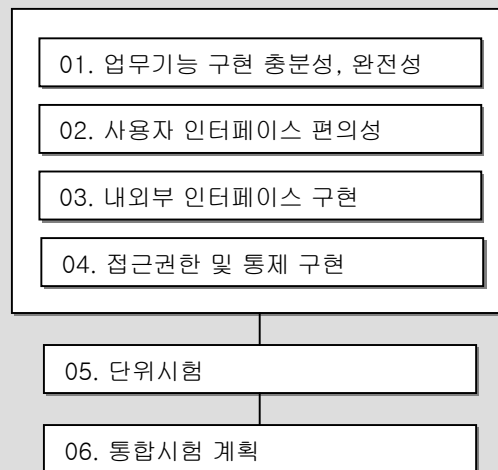 01. 업무기능 구현 충분성, 완전성
02. 사용자 인터페이스 편의성
03. 내외부 인터페이스 구현
04. 접근권한 및 통제 구현
05. 단위시험
06. 통합시험 계획